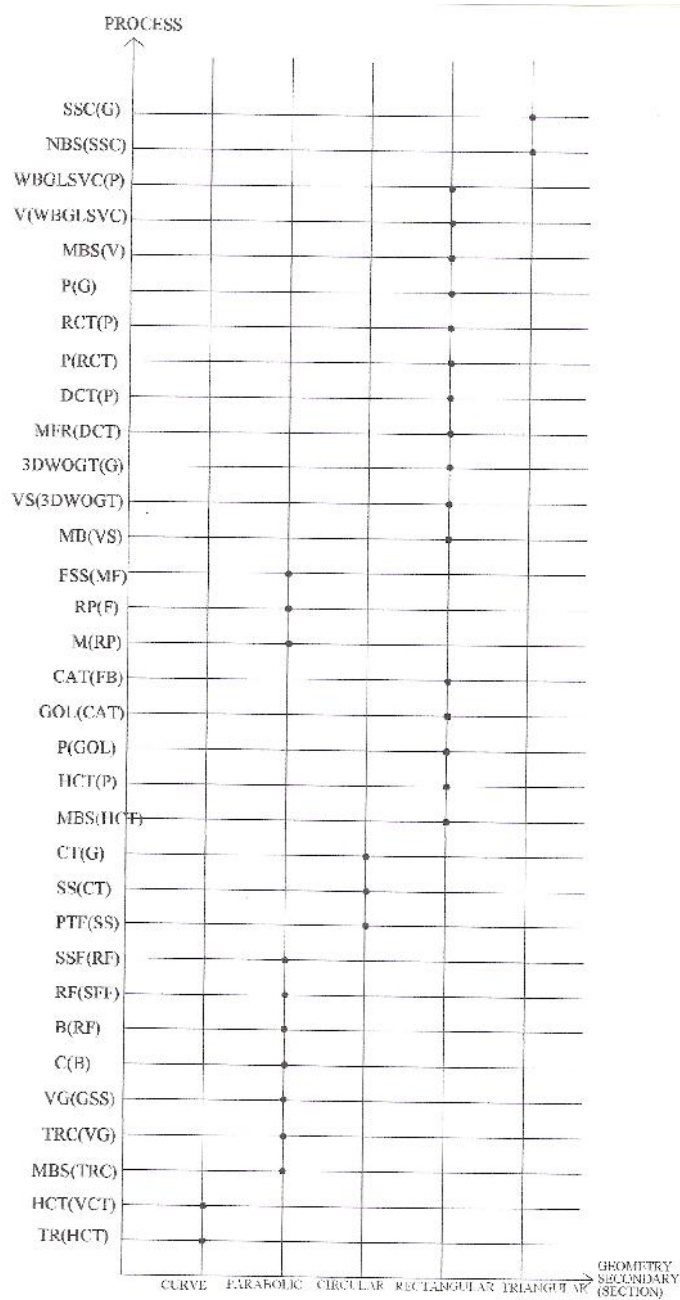 PROCESS
SSC(G)
NBS(SSC)
WBGLSVC(P)
V(WBGLSVC)
MBS(V)
P(G)
RCT(P)
P(RCT)
DCT(P)
MFR(DCT)
3DWOGT(G)
VS(3DWOGT)
MB(VS)
FSS(MF)
RP(F)
M(RP)
CAT(FB)
GOL(CAT)
P(GOL)
HCT(P)
MBS(HCT)
CT(G)
SS(CT)
PTF(SS)
SSF(RF)
RF(SFF)
B(RF)
C(B)
VG(GSS)
TRC(VG)
MBS(TRC)
HCT(VCT)
TR(HCT)
CURVE PARABOLIC CIRCULAR RECTANGULAR TRIANGULAR
GEOMETRY
SECONDARY
(SECTION)